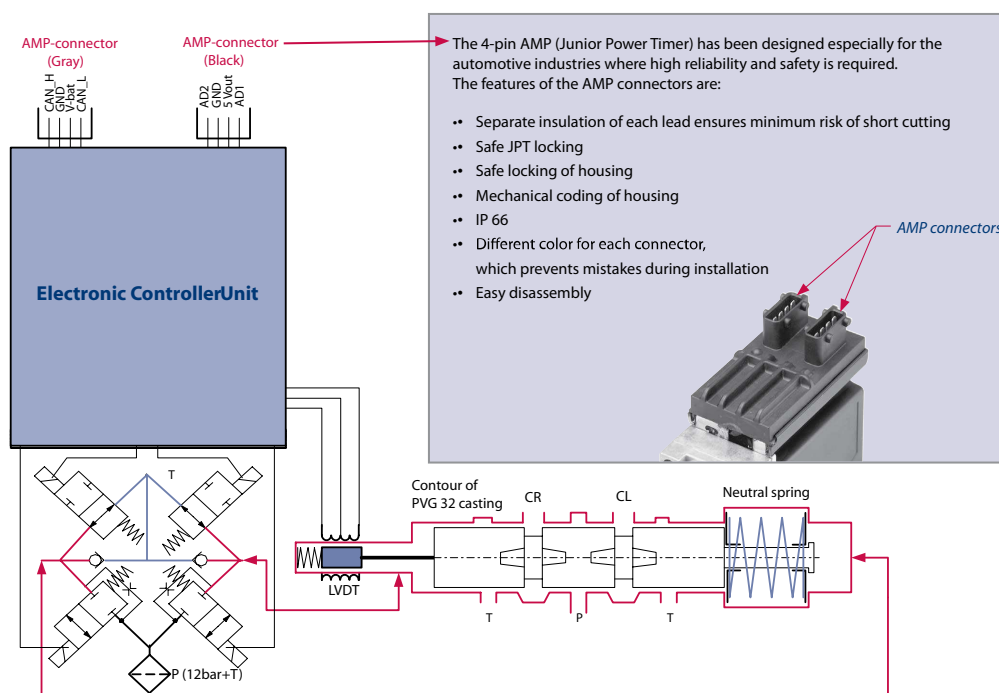 AMP-connector
(Gray)
AMP-connector
(Black)
CAN_H
GND
V-bat
CAN_L
AD2
GND
5 Vout
AD1
The 4-pin AMP (Junior Power Timer) has been designed especially for the
automotive industries where high reliability and safety is required.
The features of the AMP connectors are:
•• Separate insulation of each lead ensures minimum risk of short cutting
•• Safe JPT locking
•• Safe locking of housing
•• Mechanical coding of housing
•• IP 66
•• Different color for each connector,
which prevents mistakes during installation
•• Easy disassembly
AMP connectors
Electronic ControllerUnit
T
Contour of
PVG 32 casting
CR
CL
Neutral spring
LVDT
T
P
T
P (12bar+T)